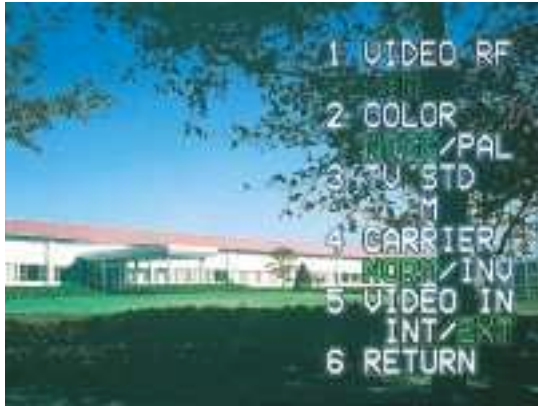 1 VIDEO RF
2 COLOR
NTSC/PAL
3 TV STD
M
4 CARRIER
NORM/INV
5 VIDEO IN
INT/EXT
6 RETURN